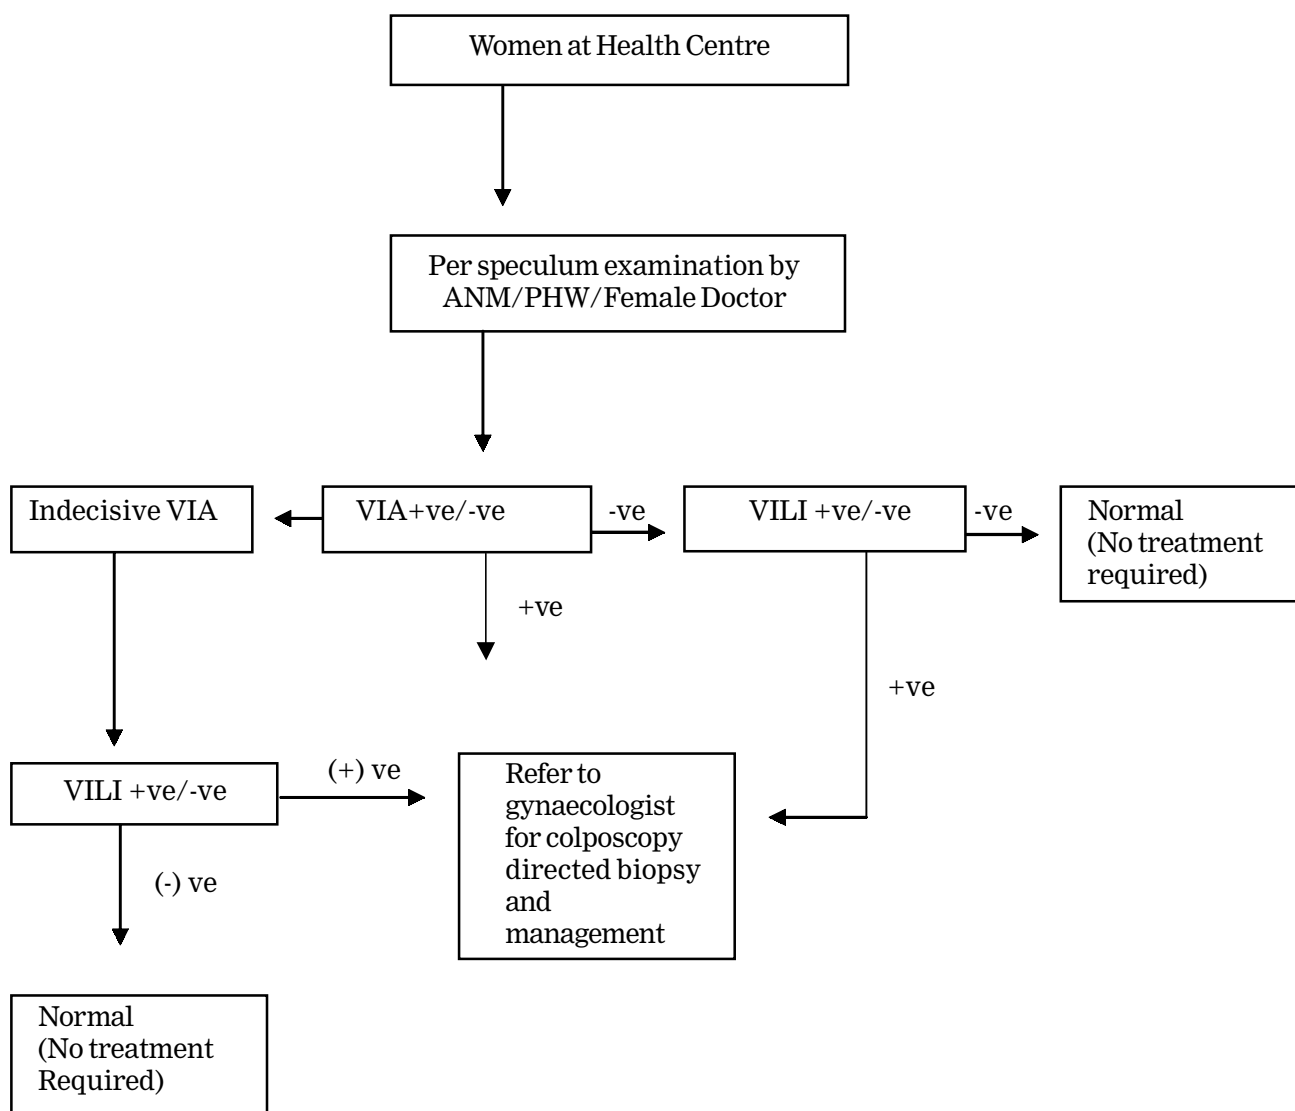 Women at Health Centre
Per speculum examination by
ANM/PHW/Female Doctor
Indecisive VIA
VIA+ve/-ve
-ve
VILI +ve/-ve
-ve
Normal
(No treatment
required)
+ve
+ve
VILI +ve/-ve
(+) ve
Refer to
gynaecologist
for colposcopy
directed biopsy
and
management
(-) ve
Normal
(No treatment
Required)